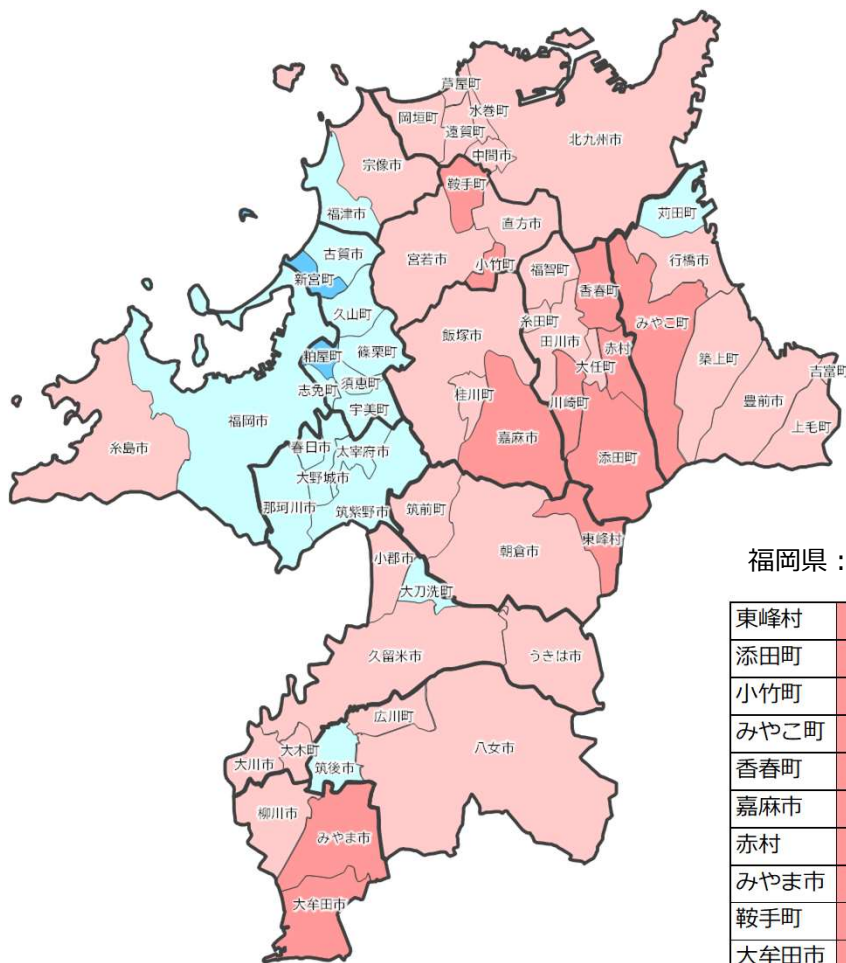 芦屋町
水巻町
岡垣町
遠賀町
北九州市
中間市
宗像市
鞍手町
苅田町
福津市
直方市
行橋市
古賀市
宮若市
小竹町
福智町
香春町
新宮町
みやこ町
久山町
飯塚市
糸田町
田川市
赤村
築上町
吉富町
粕屋町
篠栗町
大任町
豊前市
志免町
須恵町
桂川町
川崎町
上毛町
福岡市
宇美町
嘉麻市
糸島市
春日市
太宰府市
添田町
大野城市
那珂川市
筑紫野市
筑前町
東峰村
小郡市
朝倉市
大刀洗町
久留米市
うきは市
広川町
八女市
大木町
大川市
筑後市
柳川市
みやま市
大牟田市
福岡県：
東峰村
添田町
小竹町
みやこ町
香春町
嘉麻市
赤村
みやま市
鞍手町
大牟田市